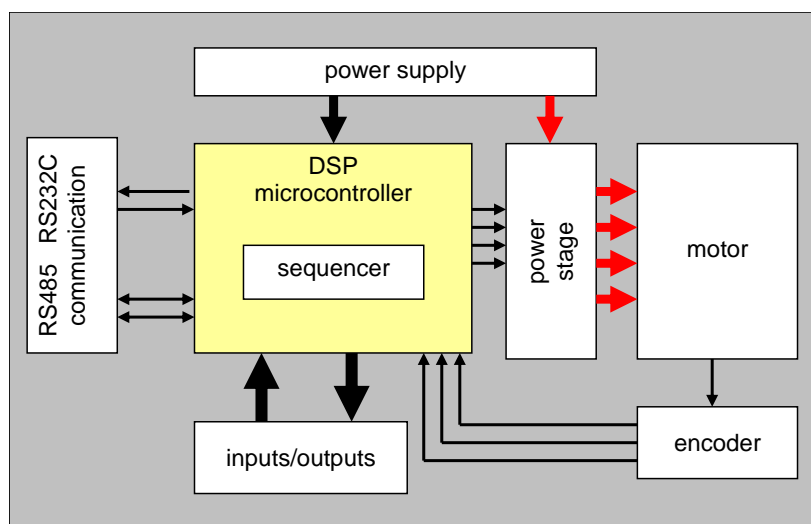 power supply
RS485   RS232C
communication
DSP
microcontroller
sequencer
power
stage
motor
inputs/outputs
encoder